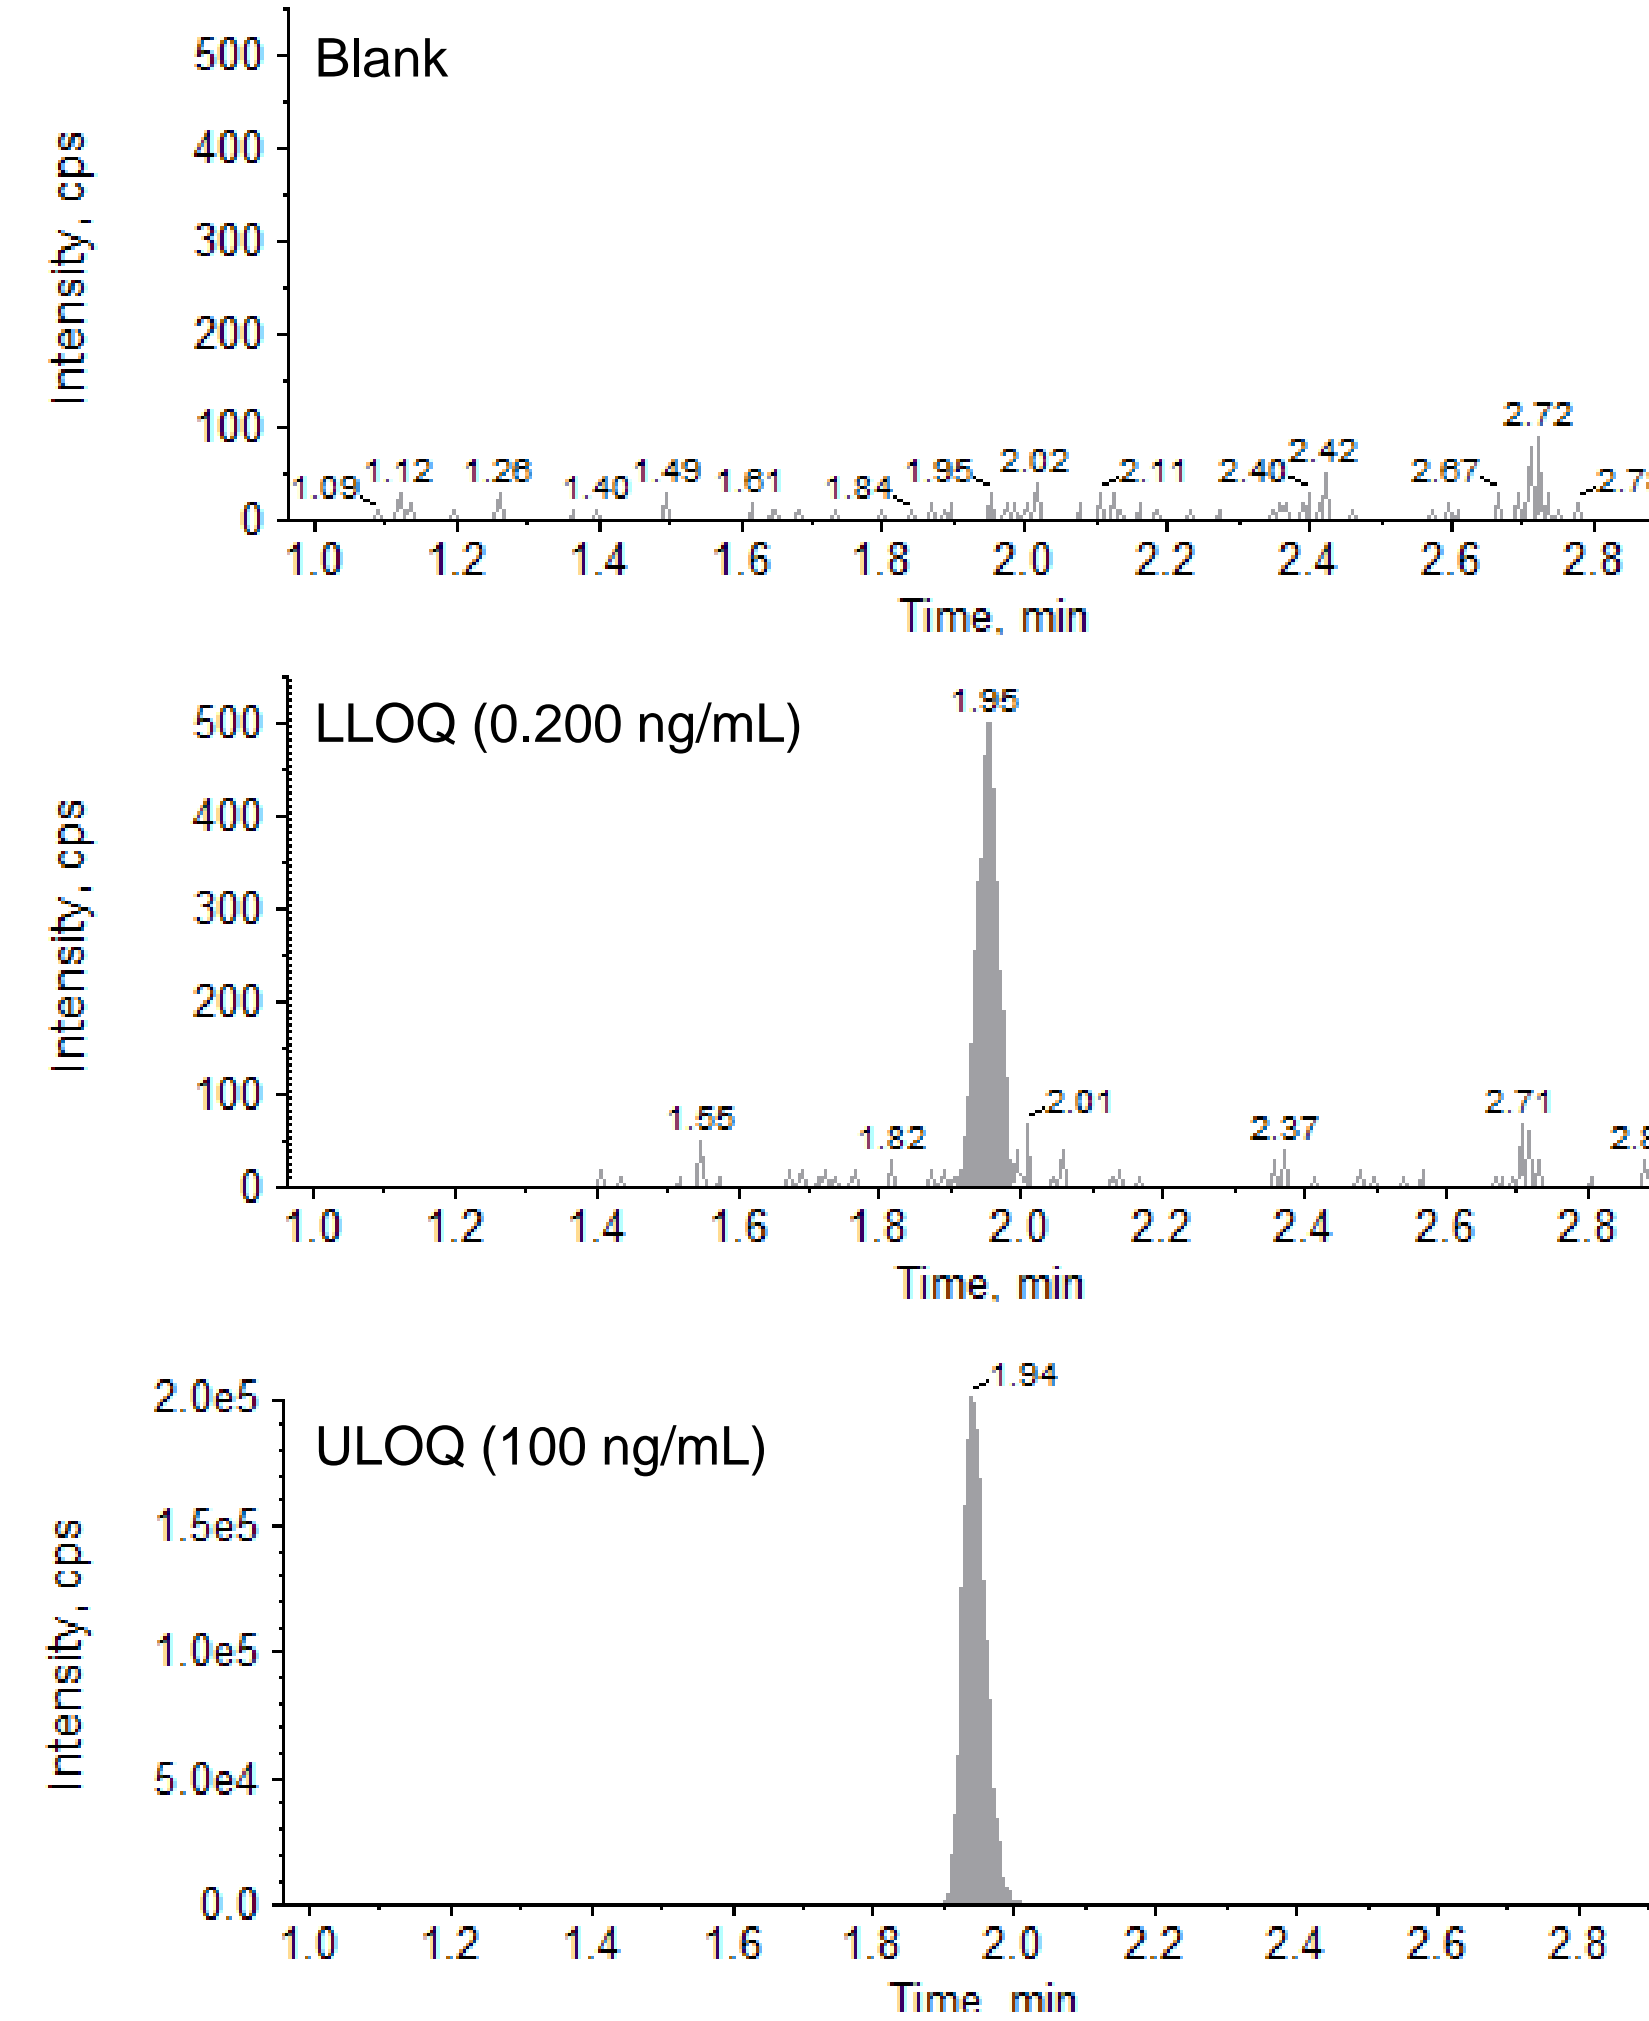 Blank
Intensity, cps
500
400
300
200
100
0
1.09 1.12 1.26 1.40 1.49 1.61 1.84 1.95 2.02 2.11 2.40 2.42 2.67 2.72
1.0 1.2 1.4 1.6 1.8 2.0 2.2 2.4 2.6 2.8
Time, min
LLOQ (0.200 ng/mL)
Intensity, cps
500
400
300
200
100
0
1.55 1.82 1.95 2.01 2.37 2.71
1.0 1.2 1.4 1.6 1.8 2.0 2.2 2.4 2.6 2.8
Time, min
ULOQ (100 ng/mL)
Intensity, cps
2.0e5
1.5e5
1.0e5
5.0e4
0.0
1.94
1.0 1.2 1.4 1.6 1.8 2.0 2.2 2.4 2.6 2.8
Time, min